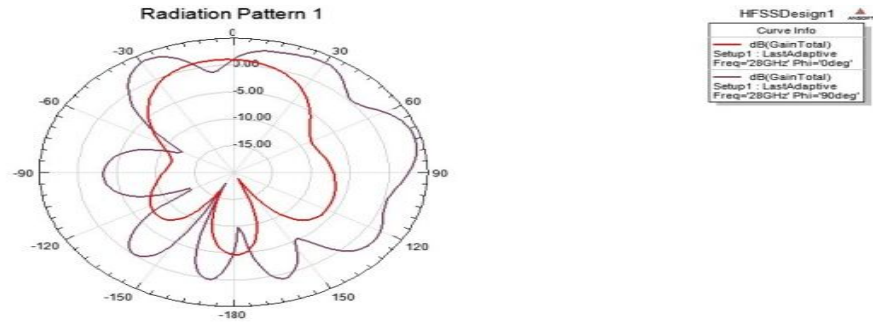 Radiation Pattern 1
HFSSDesign1
ANSOFT
Curve Info
dB(GainTotal)
Setup1 : LastAdaptive
Freq='28GHz' Phi='0deg'
dB(GainTotal)
Setup1 : LastAdaptive
Freq='28GHz' Phi='90deg'
0
-30
30
0.00
-60
60
-5.00
-10.00
-15.00
-90
90
-120
120
-150
150
-180